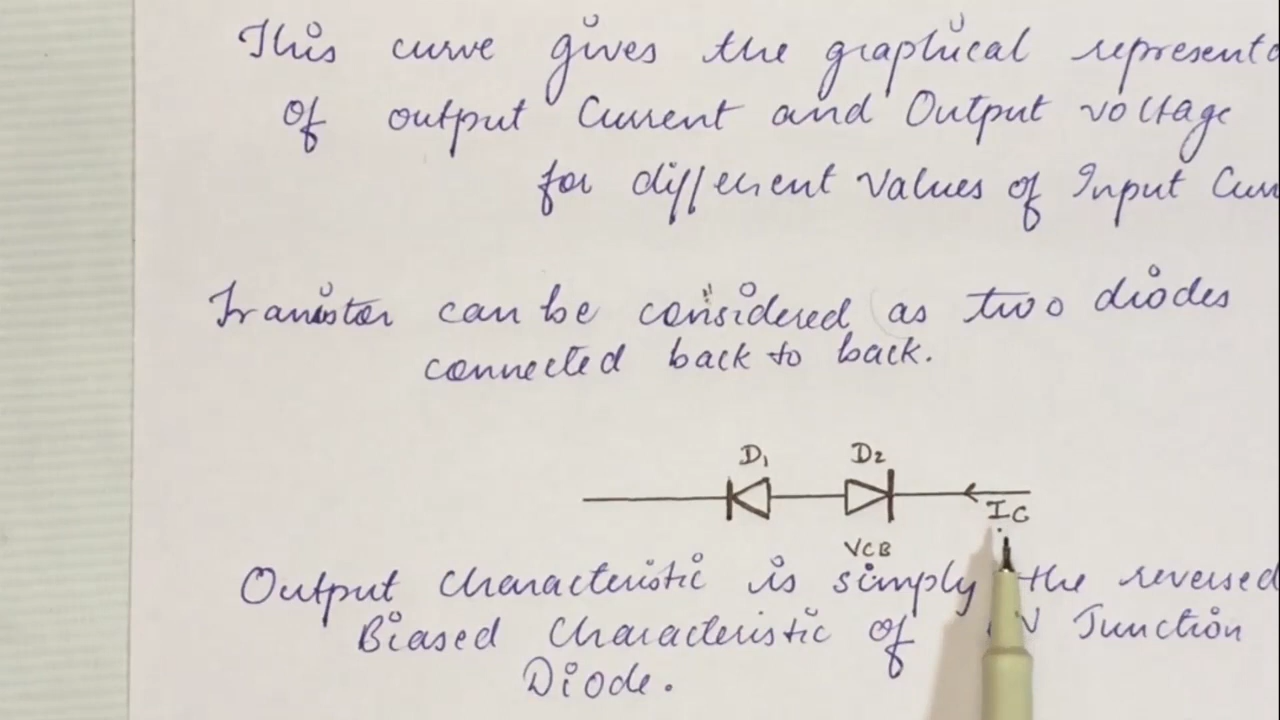 This curve gives the graphical represent
of output Current and Output voltage
for different values of Input Curr
Transistor can be considered as two diodes
connected back to back.
D1 D2
IC
VCB
Output characteristic is simply the reversed
Biased characteristic of Junction
Diode.